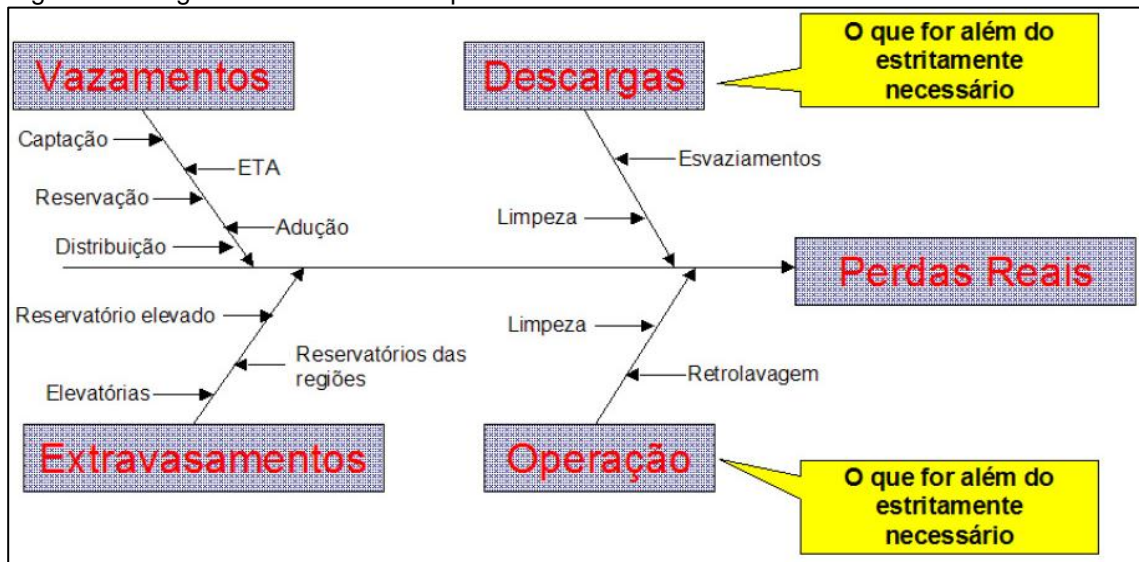 Vazamentos
Descargas
O que for além do
estritamente
necessário
Captação
ETA
Reservação
Adução
Distribuição
Esvaziamentos
Limpeza
Perdas Reais
Reservatório elevado
Reservatórios das
regiões
Elevatórias
Limpeza
Retrolavagem
Extravasamentos
Operação
O que for além do
estritamente
necessário